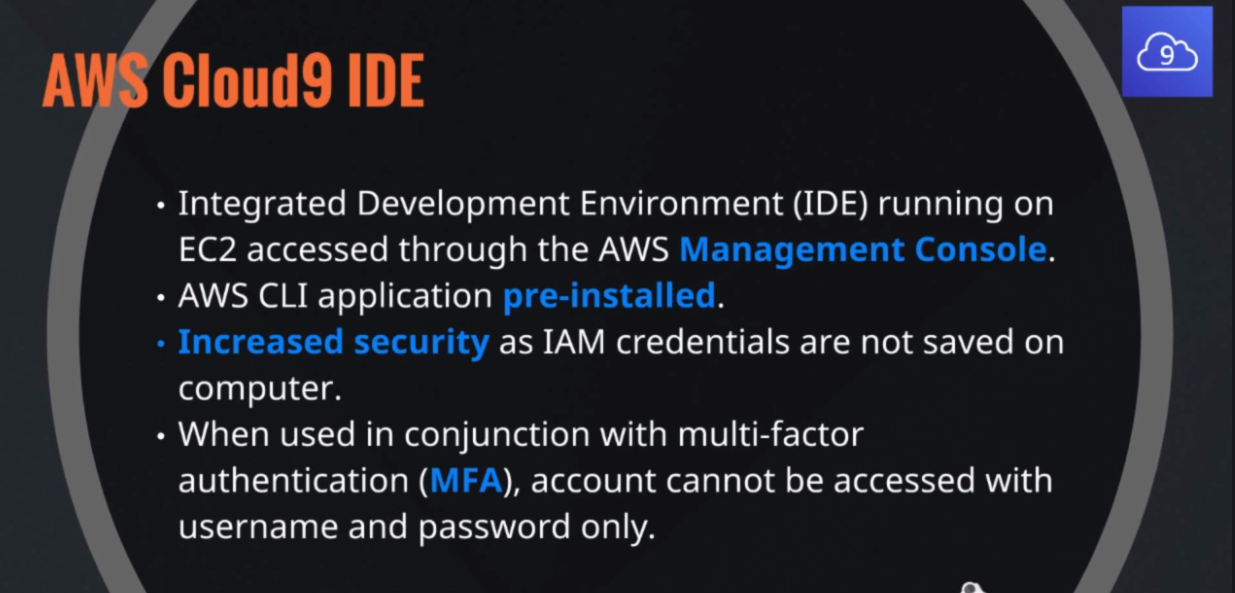 AWS Cloud9 IDE
9
• Integrated Development Environment (IDE) running on
EC2 accessed through the AWS Management Console.
• AWS CLI application pre-installed.
• Increased security as IAM credentials are not saved on
computer.
• When used in conjunction with multi-factor
authentication (MFA), account cannot be accessed with
username and password only.